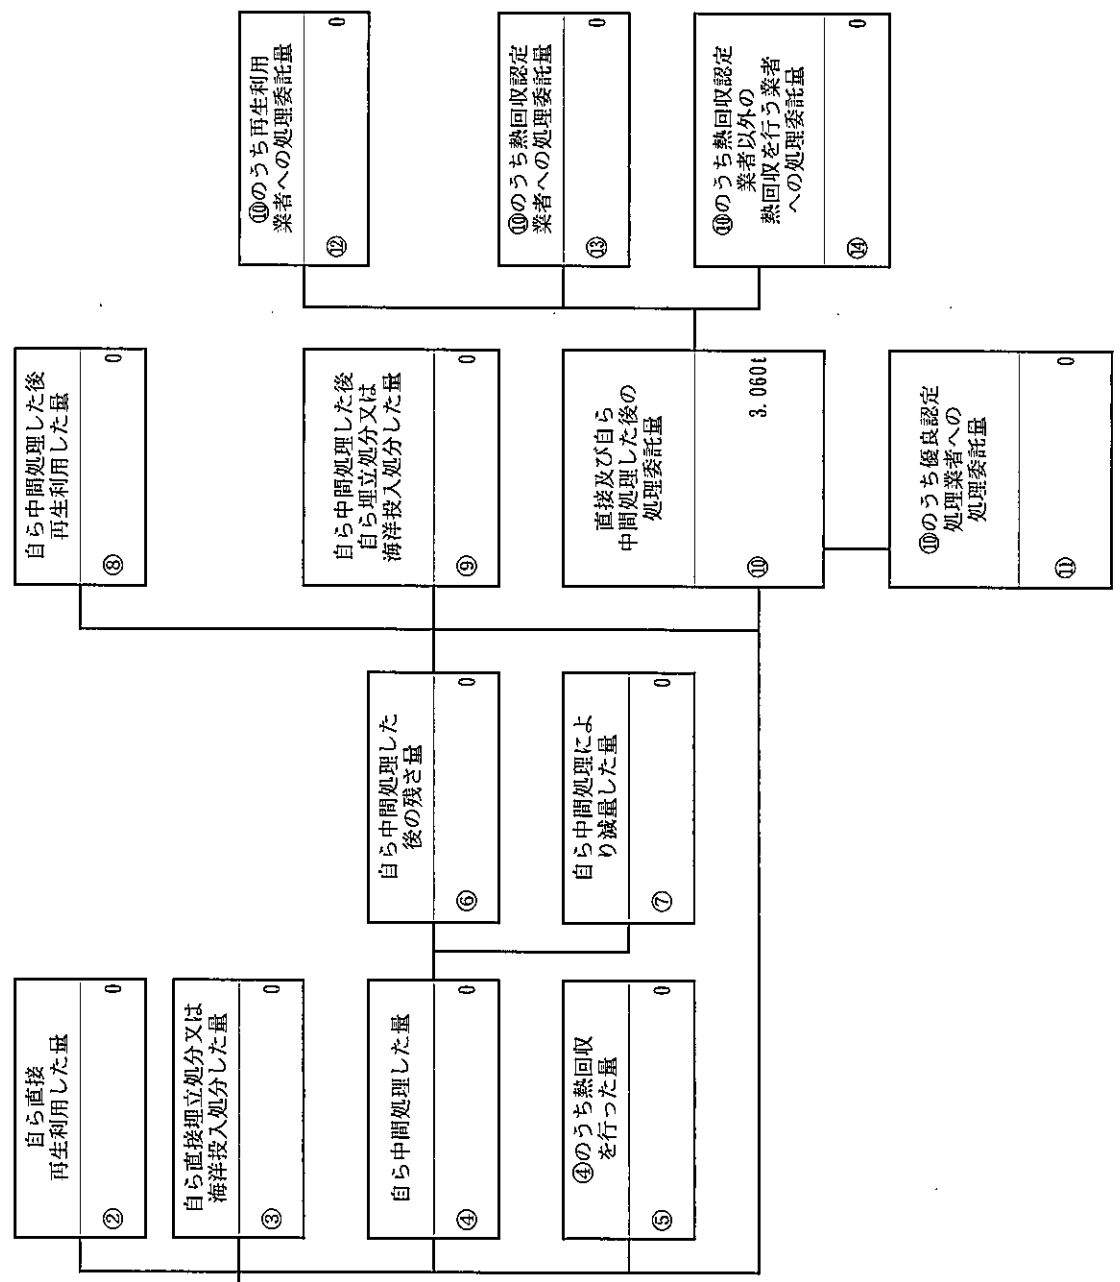 自ら直接
再生利用した量
②
0
自ら直接埋立処分又は
海洋投入処分した量
③
0
自ら中間処理した量
④
0
④のうち熱回収
を行った量
⑤
0
自ら中間処理した
後の残さ量
⑥
0
自ら中間処理によ
り減量した量
⑦
0
自ら中間処理した後
再生利用した量
⑧
0
自ら中間処理した後
自ら埋立処分又は
海洋投入処分した量
⑨
0
直接及び自ら
中間処理した後の
処理委託量
⑩
3.060t
⑩のうち優良認定
処理業者への
処理委託量
⑪
0
⑩のうち再生利用
業者への処理委託量
⑫
0
⑩のうち熱回収認定
業者への処理委託量
⑬
0
⑩のうち熱回収認定
業者以外の
熱回収を行う業者
への処理委託量
⑭
0